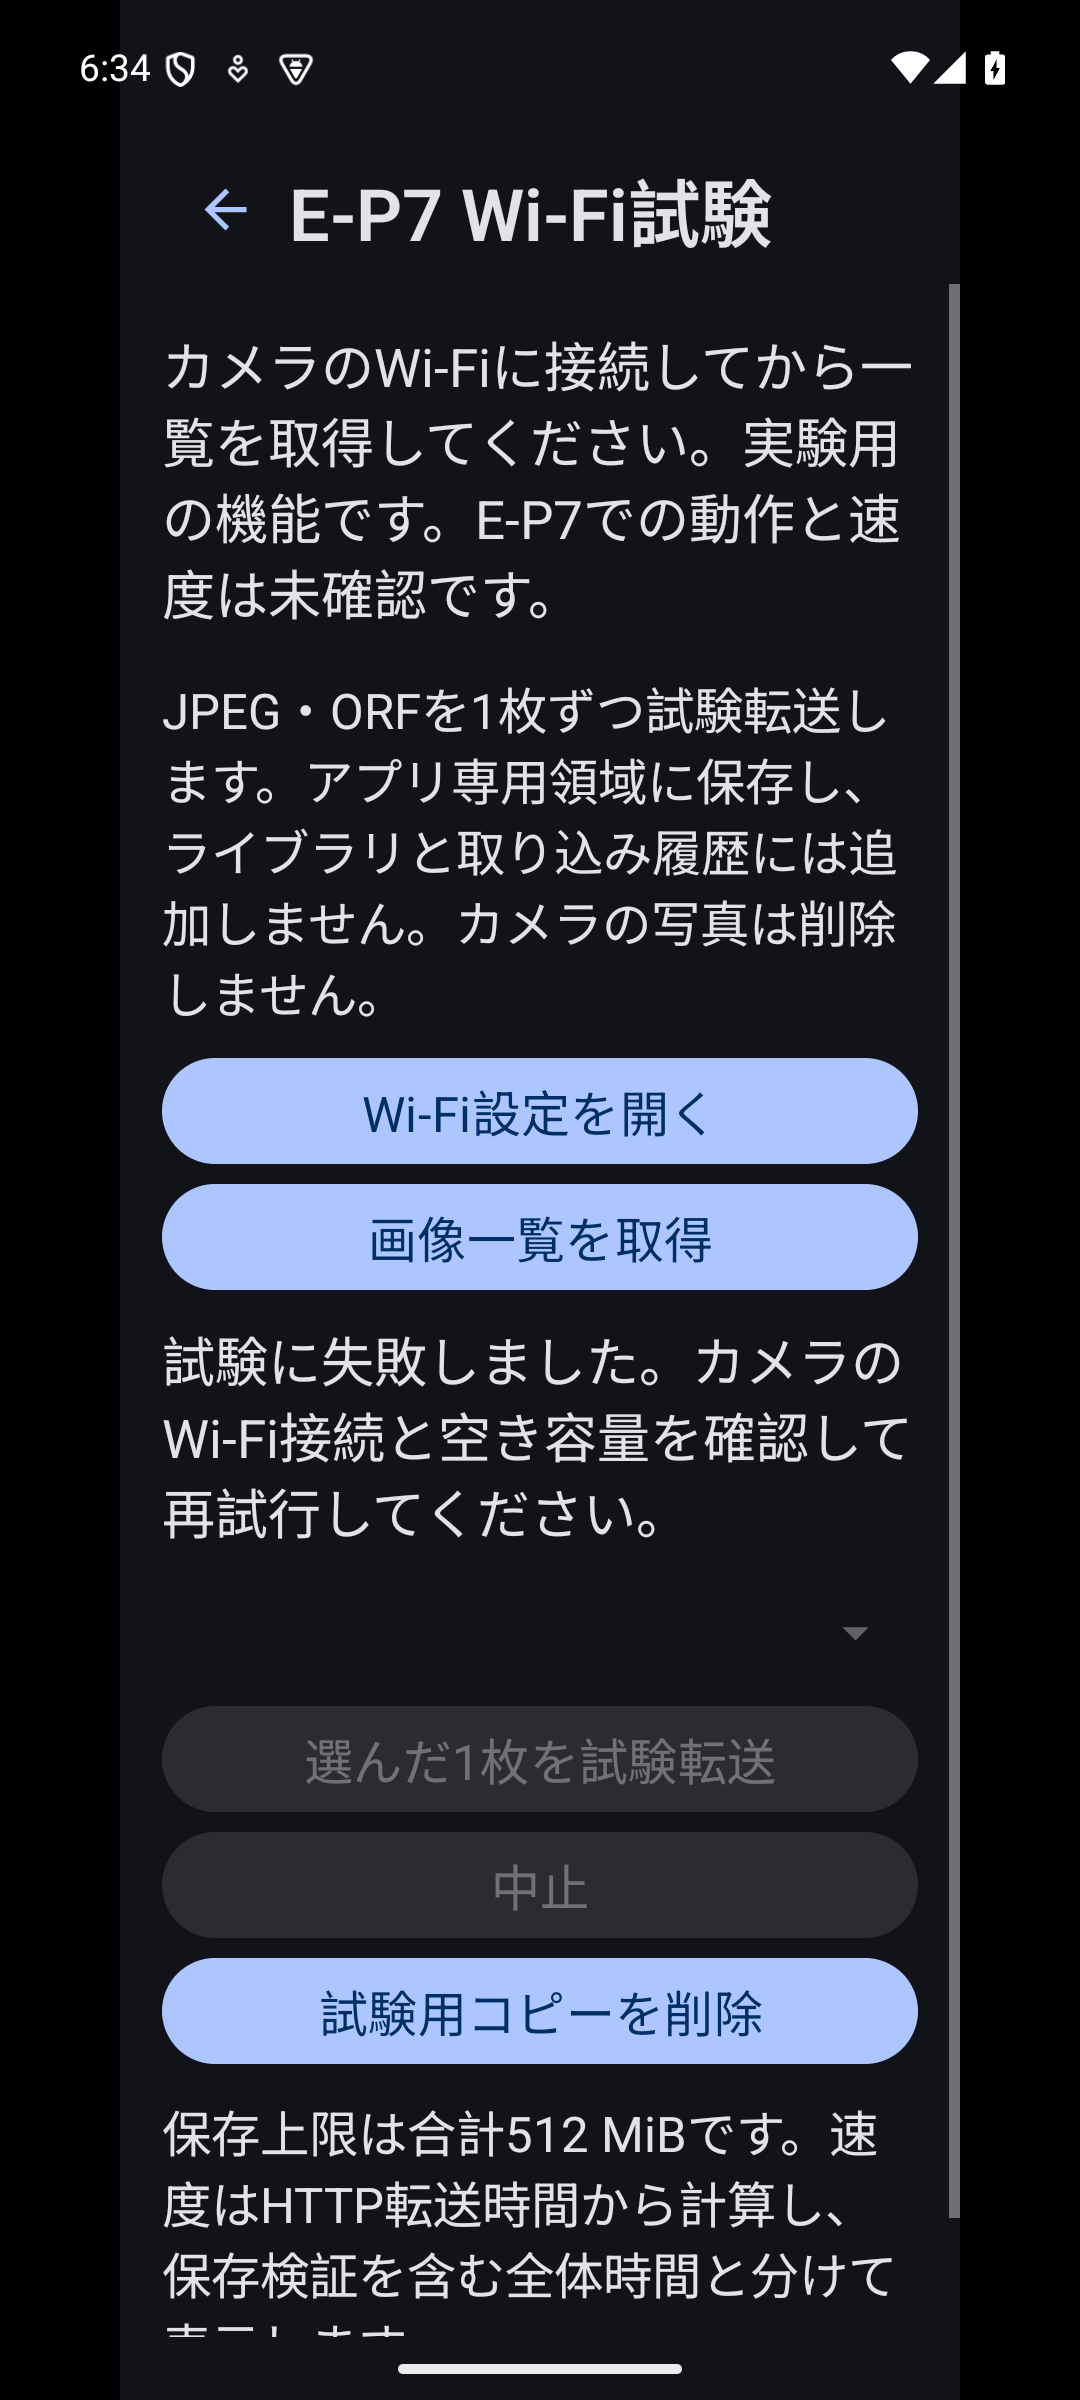 6:34
E-P7 Wi-Fi試験
カメラのWi-Fiに接続してから一
覧を取得してください。実験用
の機能です。E-P7での動作と速
度は未確認です。
JPEG・ORFを1枚ずつ試験転送し
ます。アプリ専用領域に保存し、
ライブラリと取り込み履歴には追
加しません。カメラの写真は削除
しません。
Wi-Fi設定を開く
画像一覧を取得
試験に失敗しました。カメラの
Wi-Fi接続と空き容量を確認して
再試行してください。
選んだ1枚を試験転送
中止
試験用コピーを削除
保存上限は合計512 MiBです。速
度はHTTP転送時間から計算し、
保存検証を含む全体時間と分けて